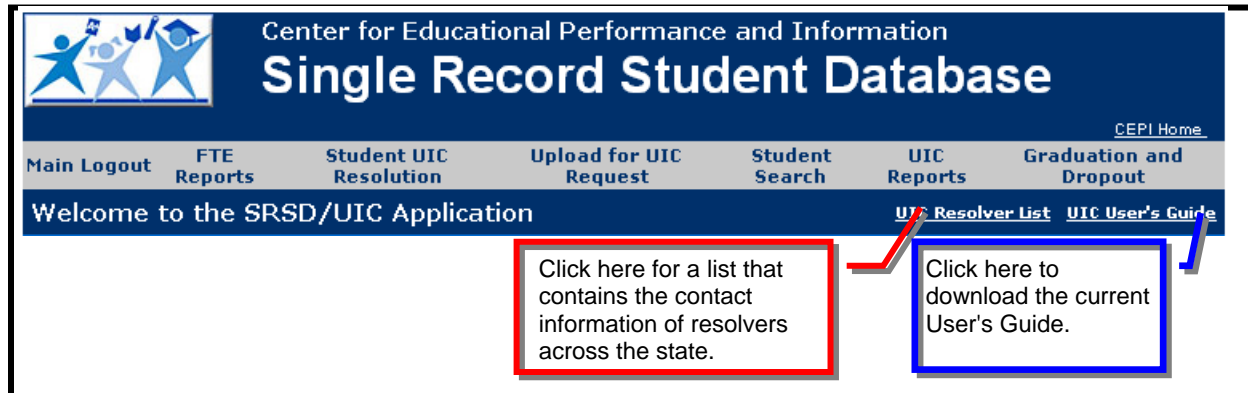 Center for Educational Performance and Information
Single Record Student Database
CEPI Home
Main Logout FTE Reports Student UIC Resolution Upload for UIC Request Student Search UIC Reports Graduation and Dropout
Welcome to the SRSD/UIC Application UIC Resolver List UIC User's Guide
Click here for a list that
contains the contact
information of resolvers
across the state.
Click here to
download the current
User's Guide.